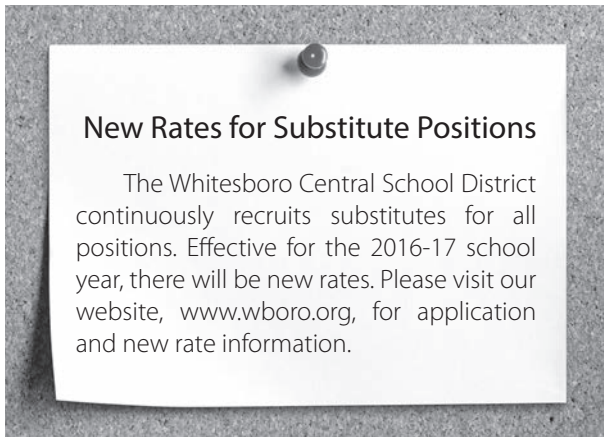 New Rates for Substitute Positions
The Whitesboro Central School District
continuously recruits substitutes for all
positions. Effective for the 2016-17 school
year, there will be new rates. Please visit our
website, www.wboro.org, for application
and new rate information.